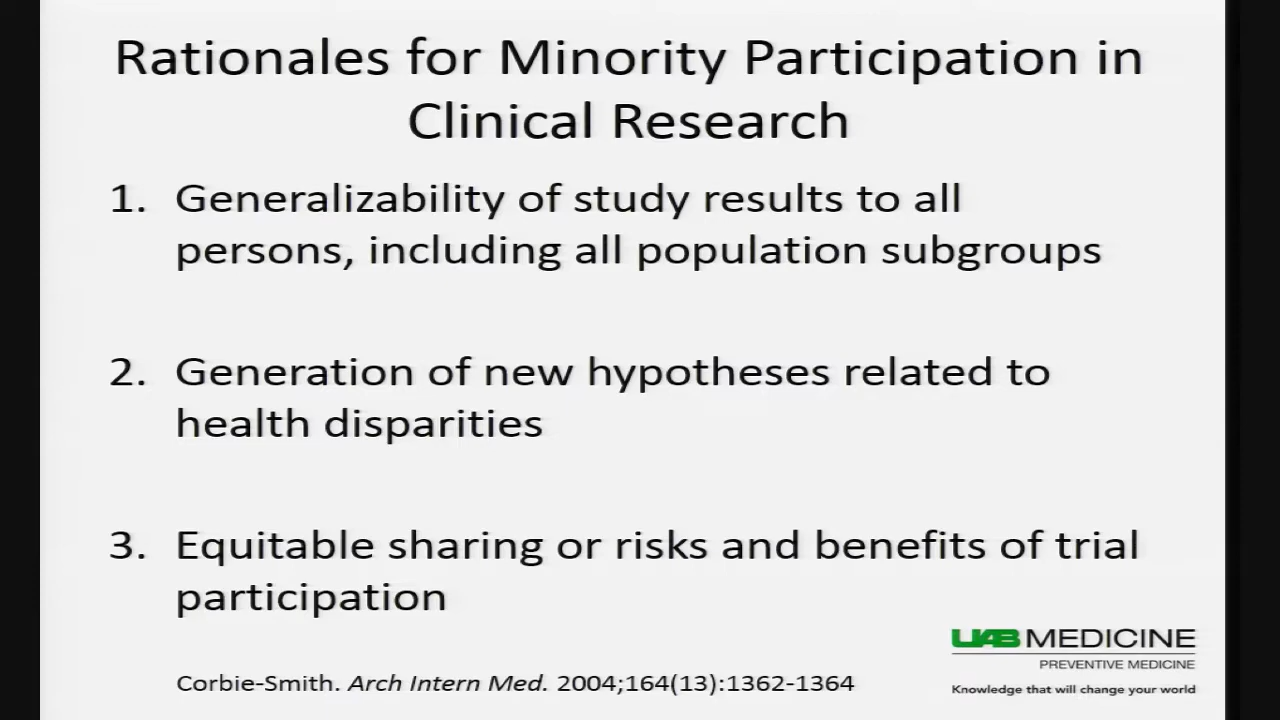 Rationales for Minority Participation in
Clinical Research
1. Generalizability of study results to all
persons, including all population subgroups
2. Generation of new hypotheses related to
health disparities
3. Equitable sharing or risks and benefits of trial
participation
UAB MEDICINE
PREVENTIVE MEDICINE
Knowledge that will change your world
Corbie-Smith. Arch Intern Med. 2004;164(13):1362-1364